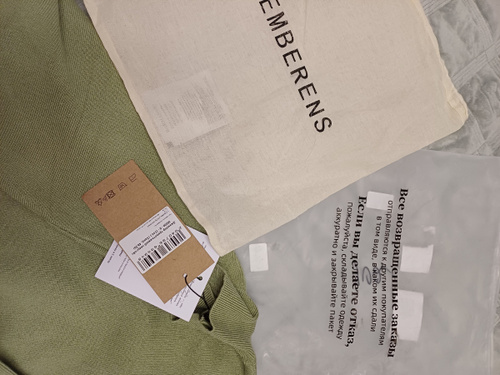 EMBERENS
Все возвращенные заказы
отправляются к другим покупателям
в том виде, в каком их сдали
Если вы делаете отказ,
пожалуйста, складывайте одежду
аккуратно и закрывайте пакет